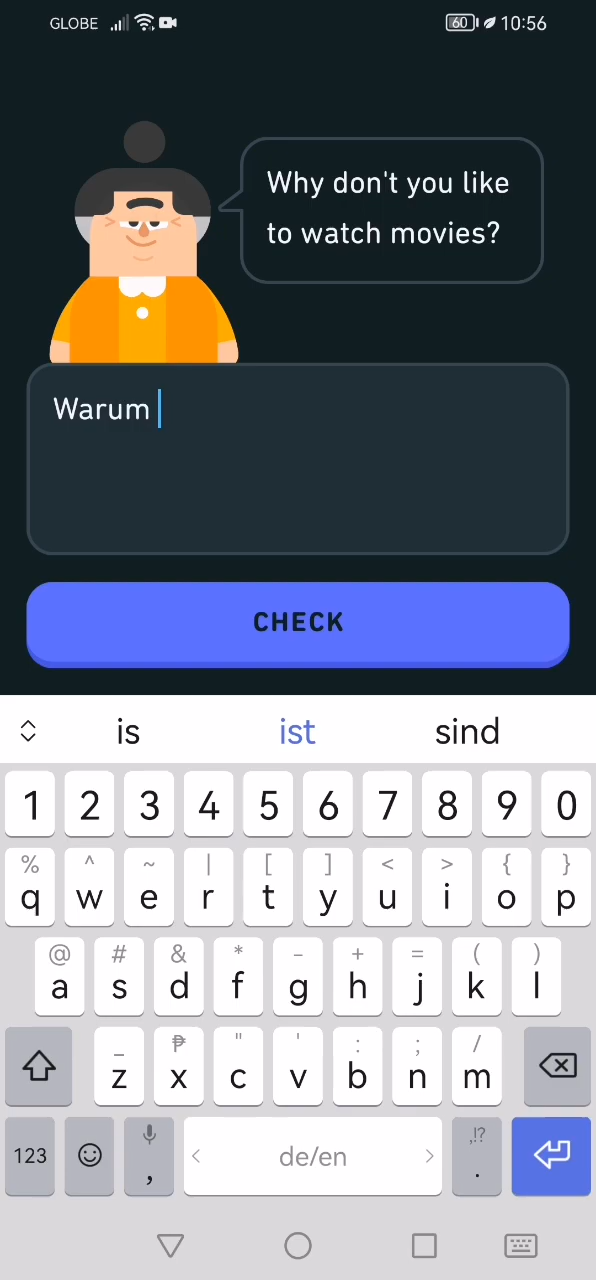 GLOBE 60 10:56
Why don't you like
to watch movies?
Warum
CHECK
is ist sind
1 2 3 4 5 6 7 8 9 0
% ^ ~ | [ ] < > { }
q w e r t y u i o p
@ # & * - + = ( )
a s d f g h j k l
_ ₱ " ' : ; /
z x c v b n m
123 , < de/en > ,!? .